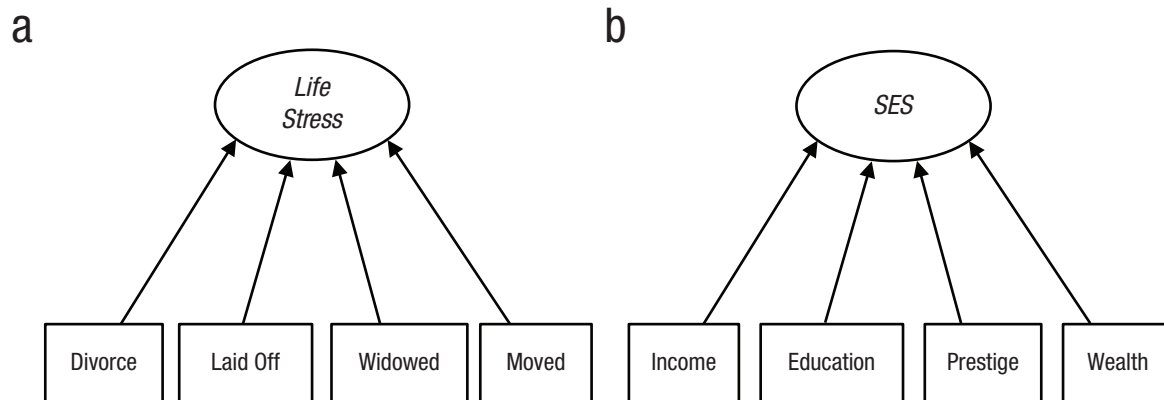 a
Life
Stress
Divorce
Laid Off
Widowed
Moved
b
SES
Income
Education
Prestige
Wealth